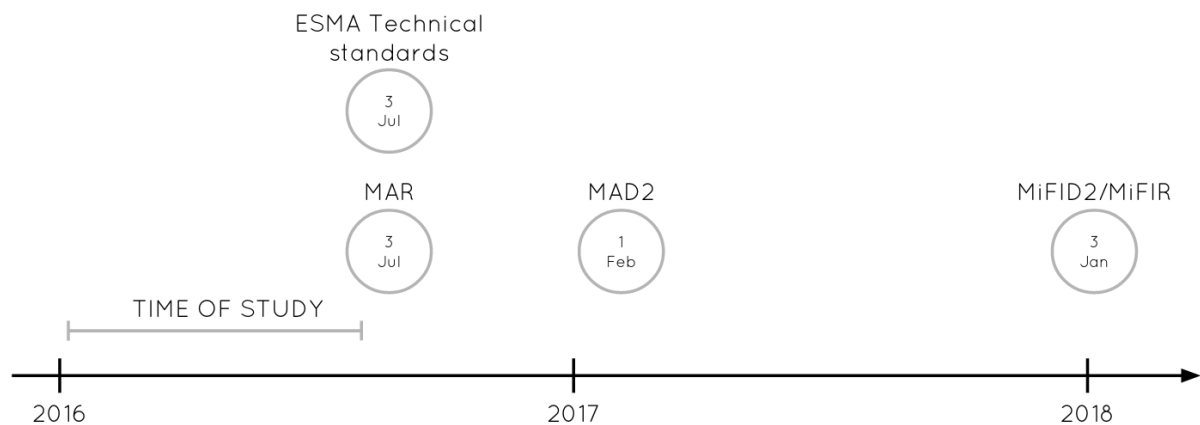 ESMA Technical
standards
3
Jul
MAR
3
Jul
MAD2
1
Feb
MiFID2/MiFIR
3
Jan
TIME OF STUDY
2016
2017
2018